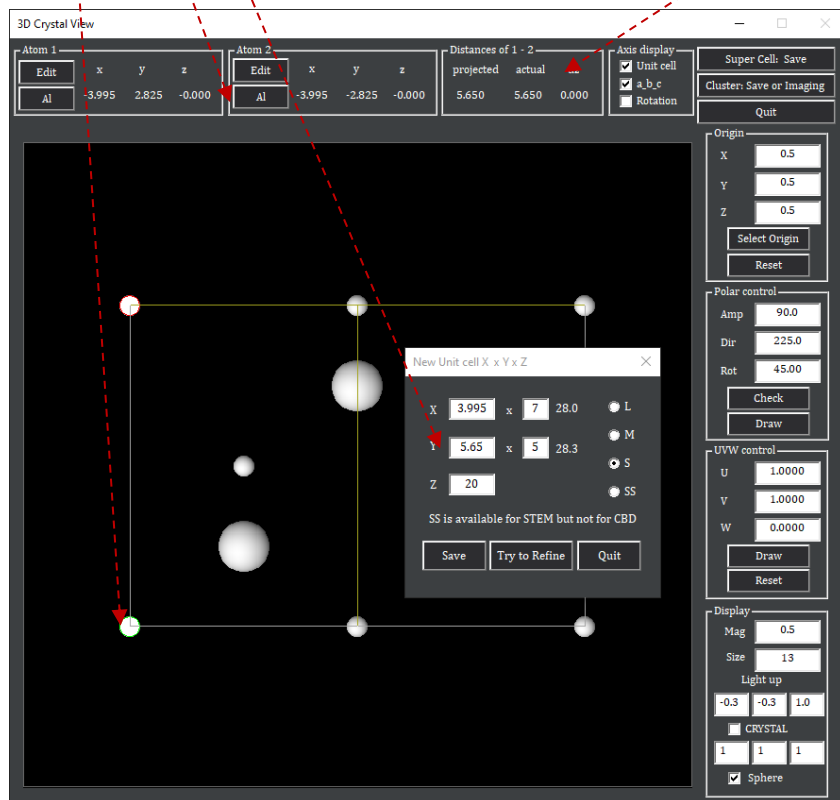 3D Crystal View
Atom 1
Edit x y z
Al -3.995 2.825 -0.000
Atom 2
Edit x y z
Al -3.995 -2.825 -0.000
Distances of 1 - 2
projected actual
5.650 5.650 0.000
Axis display
Unit cell
a_b_c
Rotation
Super Cell: Save
Cluster: Save or Imaging
Quit
Origin
X 0.5
Y 0.5
Z 0.5
Select Origin
Reset
Polar control
Amp 90.0
Dir 225.0
Rot 45.00
Check
Draw
UVW control
U 1.0000
V 1.0000
W 0.0000
Draw
Reset
Display
Mag 0.5
Size 13
Light up
-0.3 -0.3 1.0
CRYSTAL
1 1 1
Sphere
New Unit cell X x Y x Z
X 3.995 x 7 28.0
Y 5.65 x 5 28.3
Z 20
L
M
S
SS
SS is available for STEM but not for CBD
Save Try to Refine Quit